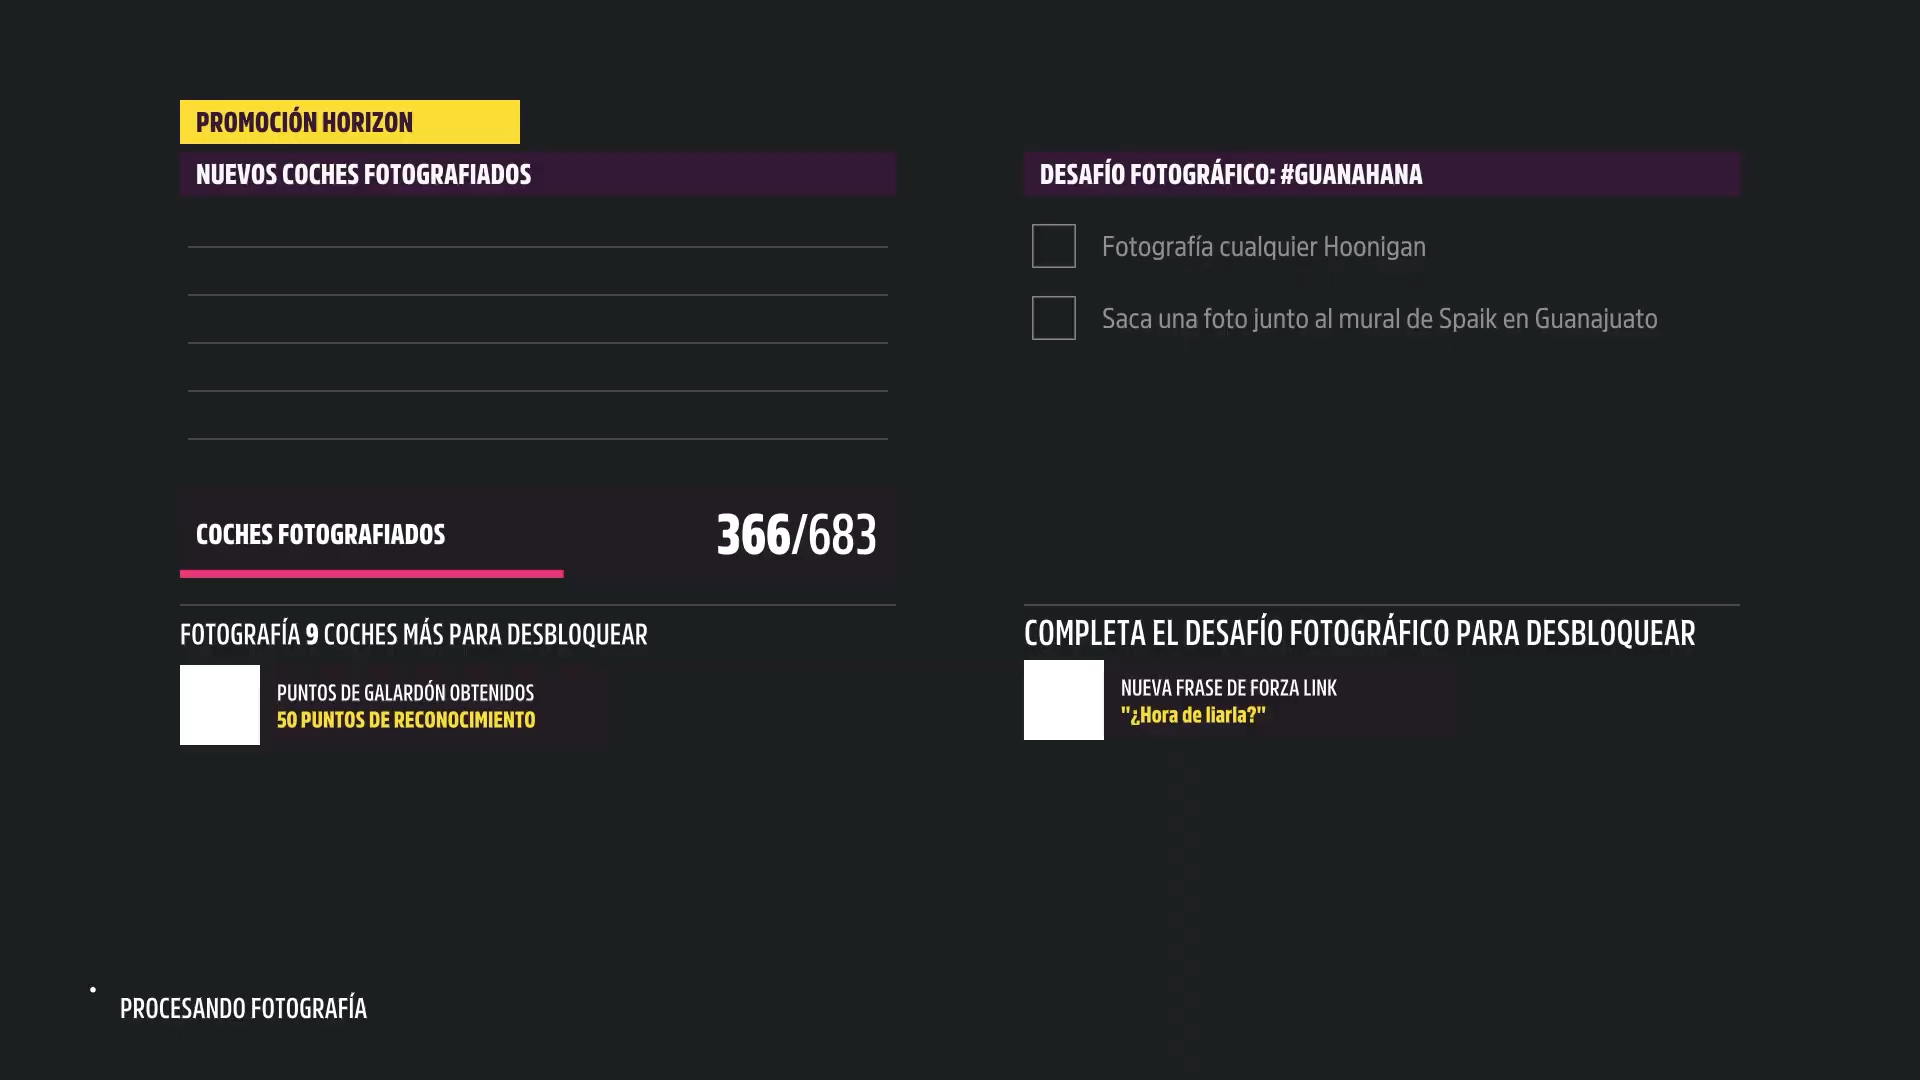 PROMOCIÓN HORIZON
NUEVOS COCHES FOTOGRAFIADOS
COCHES FOTOGRAFIADOS
366/683
FOTOGRAFÍA 9 COCHES MÁS PARA DESBLOQUEAR
PUNTOS DE GALARDÓN OBTENIDOS
50 PUNTOS DE RECONOCIMIENTO
DESAFÍO FOTOGRÁFICO: #GUANAHANA
Fotografía cualquier Hoonigan
Saca una foto junto al mural de Spaik en Guanajuato
COMPLETA EL DESAFÍO FOTOGRÁFICO PARA DESBLOQUEAR
NUEVA FRASE DE FORZA LINK
"¿Hora de liarla?"
PROCESANDO FOTOGRAFÍA